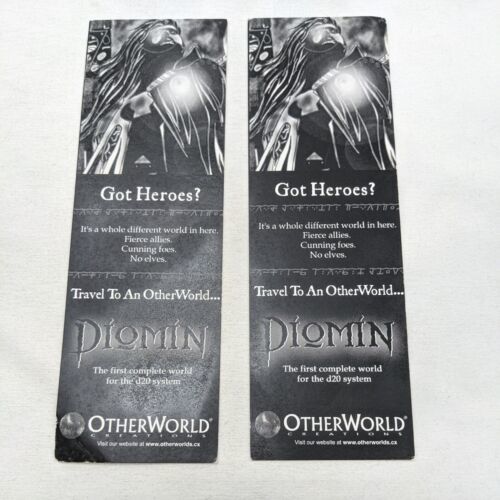 Got Heroes?
It's a whole different world in here.
Fierce allies.
Cunning foes.
No elves.
Travel To An OtherWorld...
Diomin
The first complete world
for the d20 system
OtherWorld®
CREATIONS
Visit our website at www.otherworlds.cx
Got Heroes?
It's a whole different world in here.
Fierce allies.
Cunning foes.
No elves.
Travel To An OtherWorld...
Diomin
The first complete world
for the d20 system
OtherWorld®
CREATIONS
Visit our website at www.otherworlds.cx